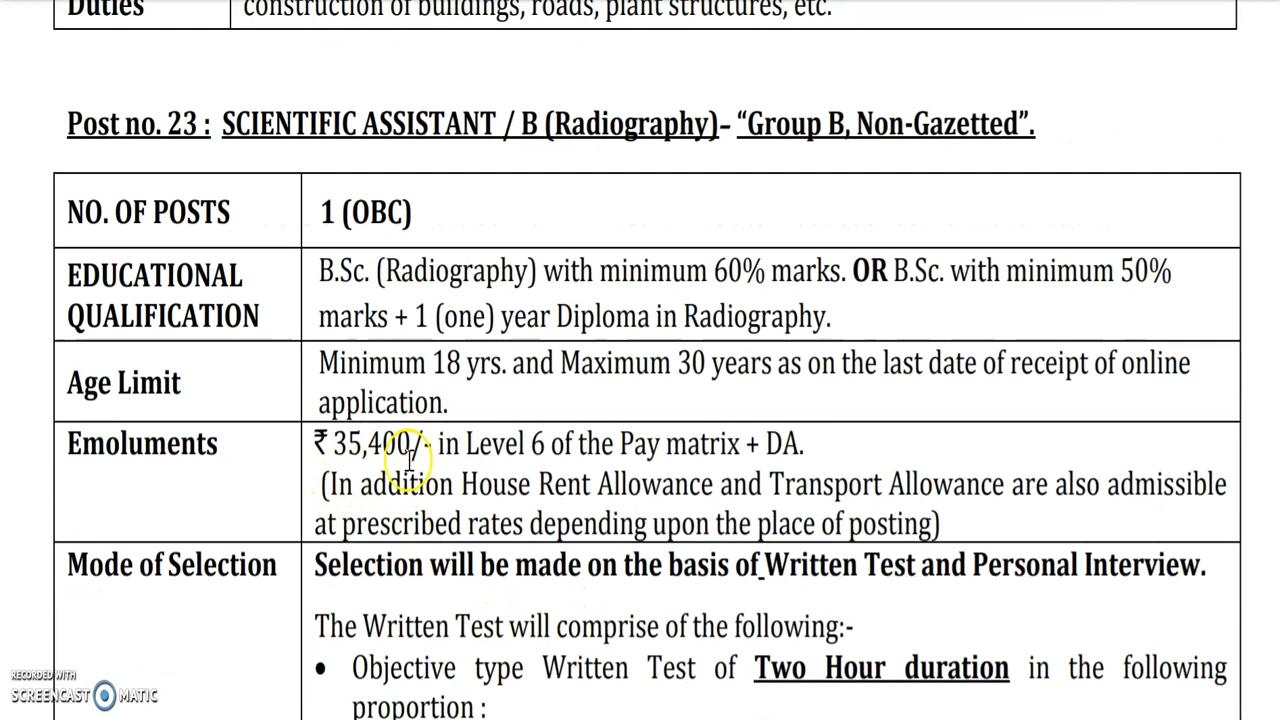 Duties construction of buildings, roads, plant structures, etc.
Post no. 23 : SCIENTIFIC ASSISTANT / B (Radiography)– “Group B, Non-Gazetted”.
NO. OF POSTS 1 (OBC)
EDUCATIONAL QUALIFICATION
B.Sc. (Radiography) with minimum 60% marks. OR B.Sc. with minimum 50%
marks + 1 (one) year Diploma in Radiography.
Age Limit
Minimum 18 yrs. and Maximum 30 years as on the last date of receipt of online
application.
Emoluments ₹ 35,400/- in Level 6 of the Pay matrix + DA.
(In addition House Rent Allowance and Transport Allowance are also admissible
at prescribed rates depending upon the place of posting)
Mode of Selection Selection will be made on the basis of Written Test and Personal Interview.
The Written Test will comprise of the following:-
• Objective type Written Test of Two Hour duration in the following
proportion :
RECORDED WITH
SCREENCAST MATIC